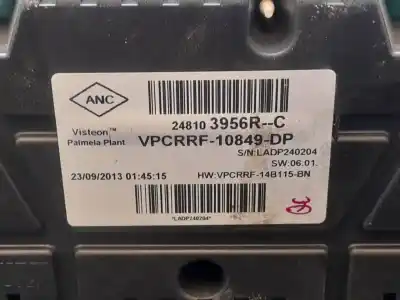 ANC
24810 3956R--C
Visteon™
Palmela Plant
VPCRRF-10849-DP
S/N:LADP240204
SW:06.01.
23/09/2013 01:45:15
HW:VPCRRF-14B115-BN
*LADP240204*